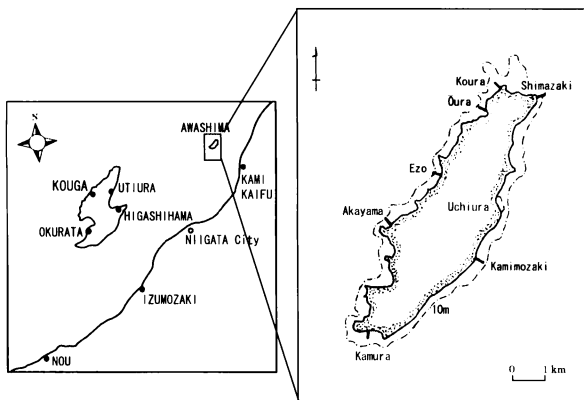 N
AWASHIMA
KAMI
KAIFU
KOUGA
UTIURA
HIGASHIHAMA
OKURATA
NIIGATA City
IZUMOZAKI
NOU
Koura
Shimazaki
Ōura
Ezo
Akayama
Uchiura
Kamimozaki
10m
Kamura
0 1 km